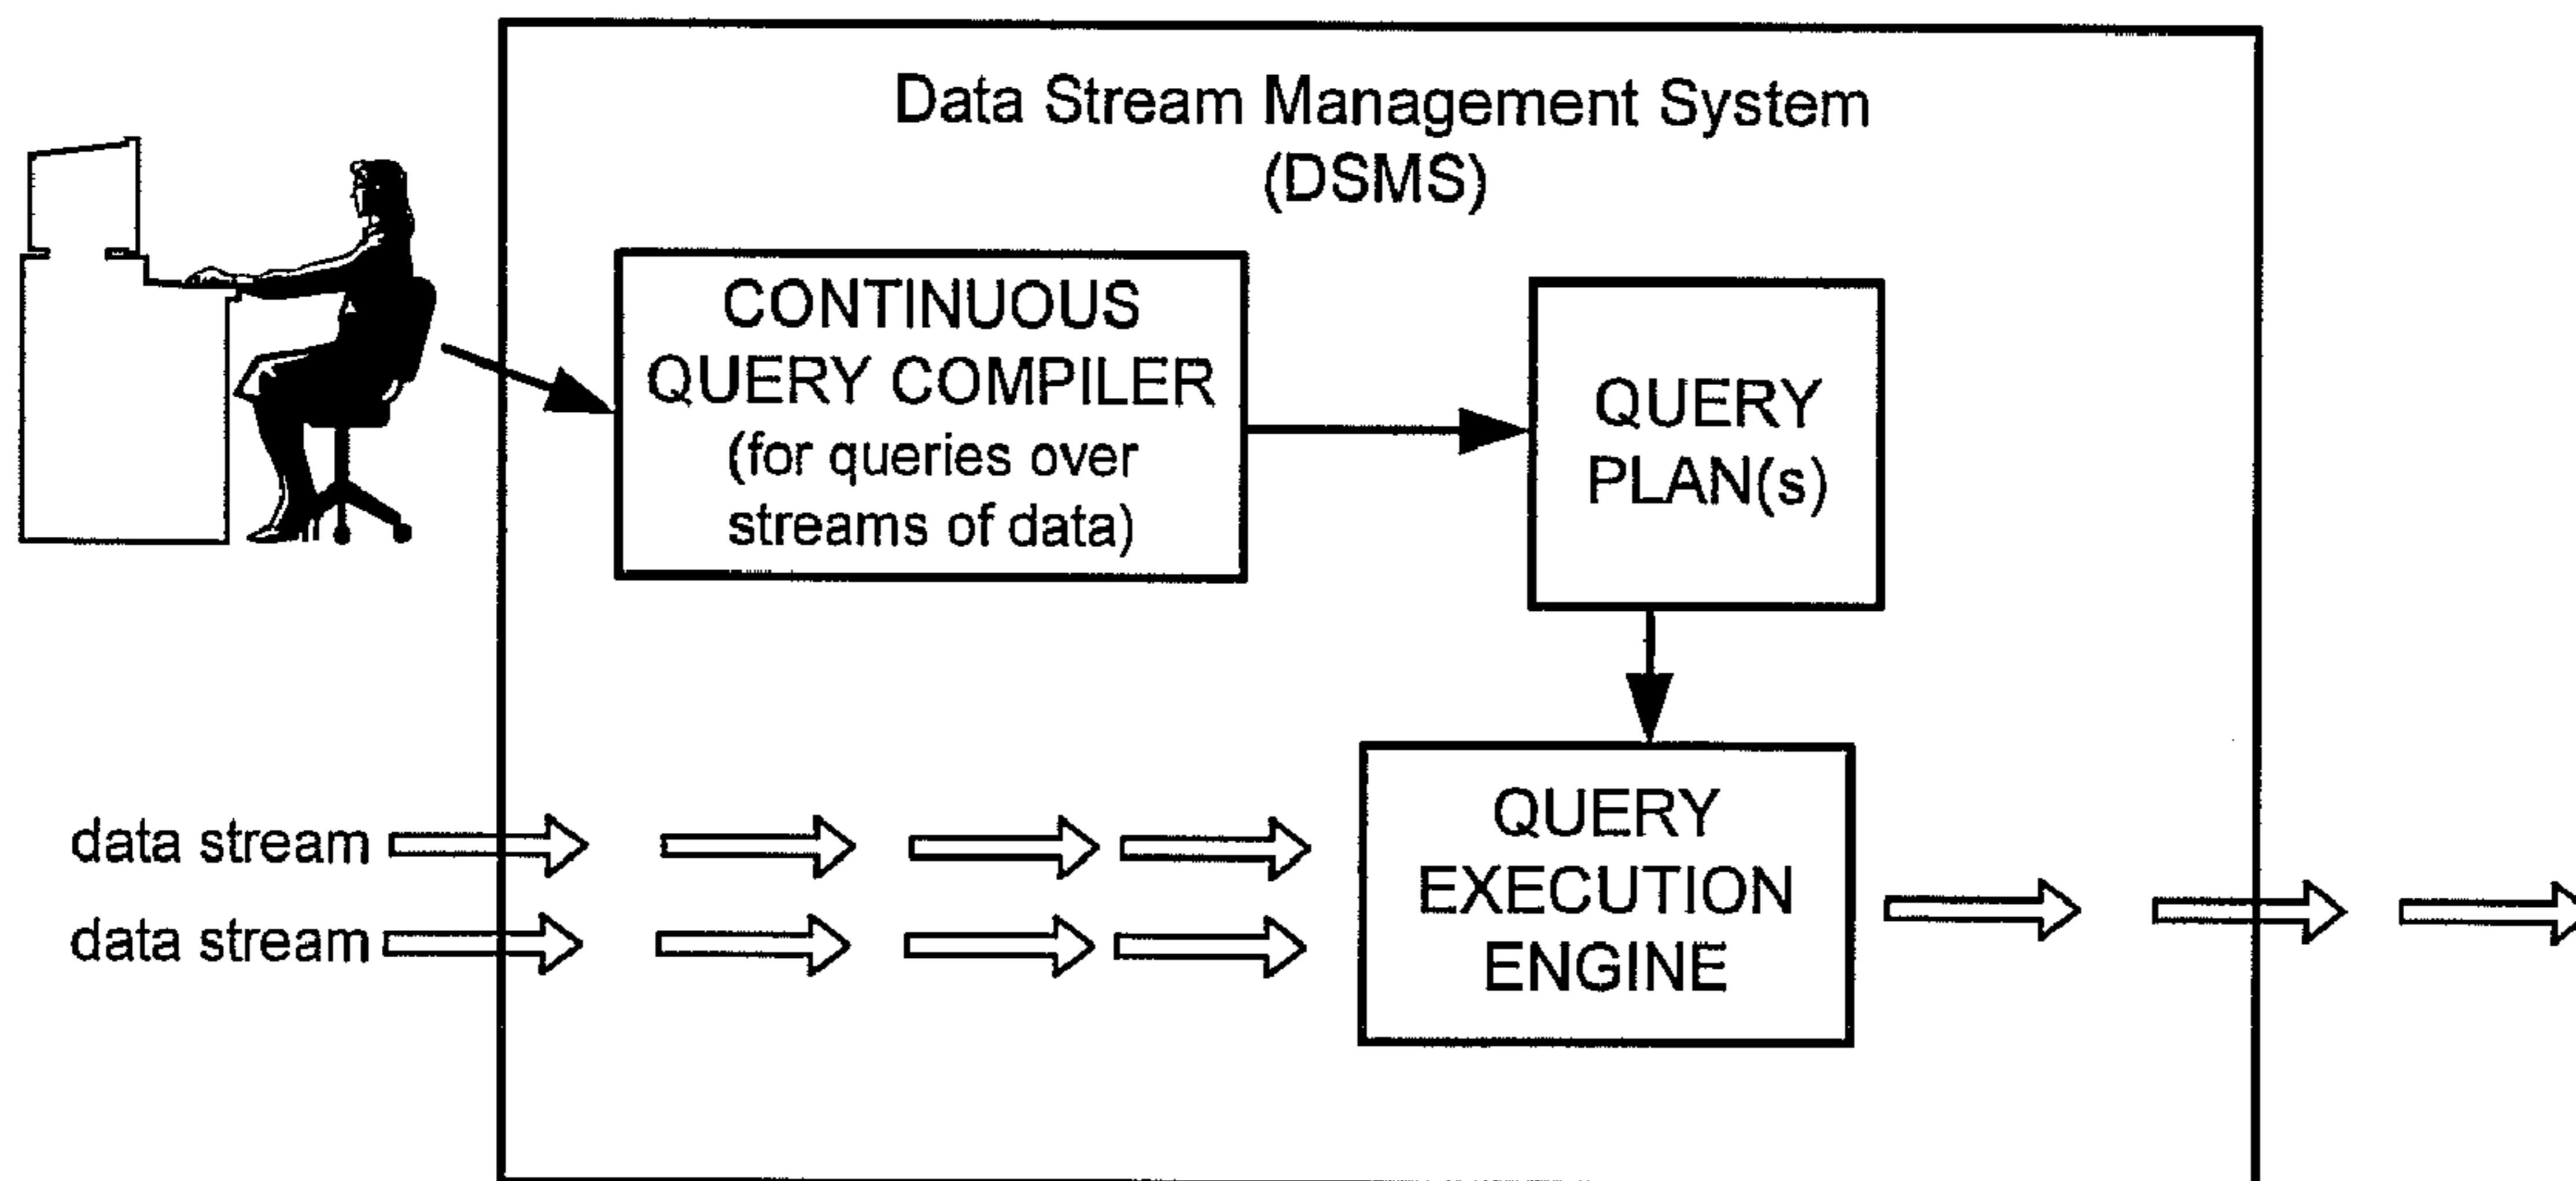 Data Stream Management System
(DSMS)
CONTINUOUS
QUERY COMPILER
(for queries over
streams of data)
QUERY
PLAN(s)
data stream
data stream
QUERY
EXECUTION
ENGINE